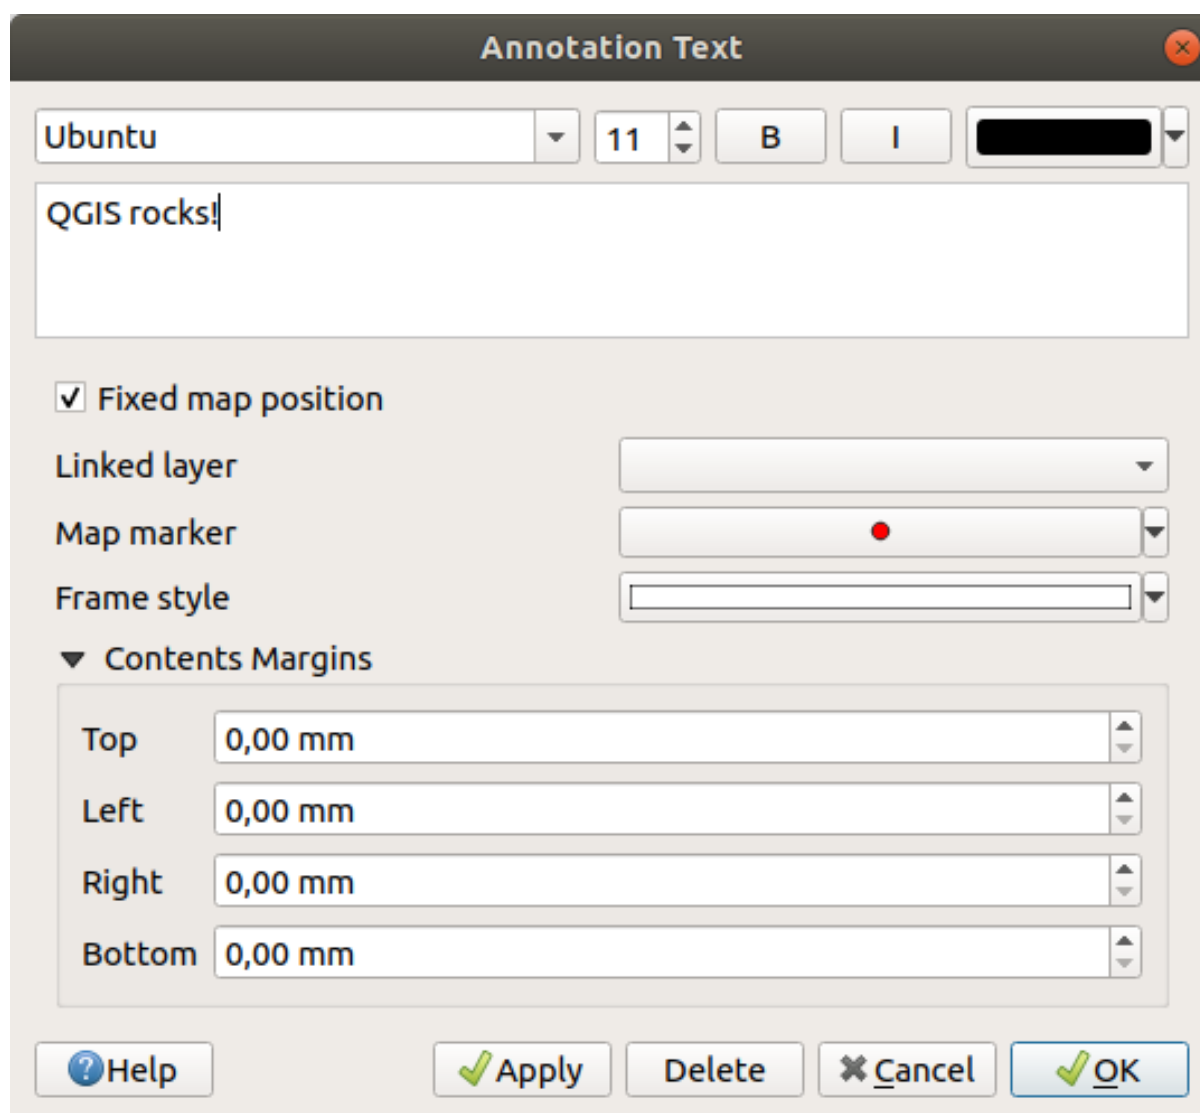 Annotation Text
Ubuntu 11 B I
QGIS rocks!
Fixed map position
Linked layer
Map marker
Frame style
Contents Margins
Top 0,00 mm
Left 0,00 mm
Right 0,00 mm
Bottom 0,00 mm
Help Apply Delete Cancel OK